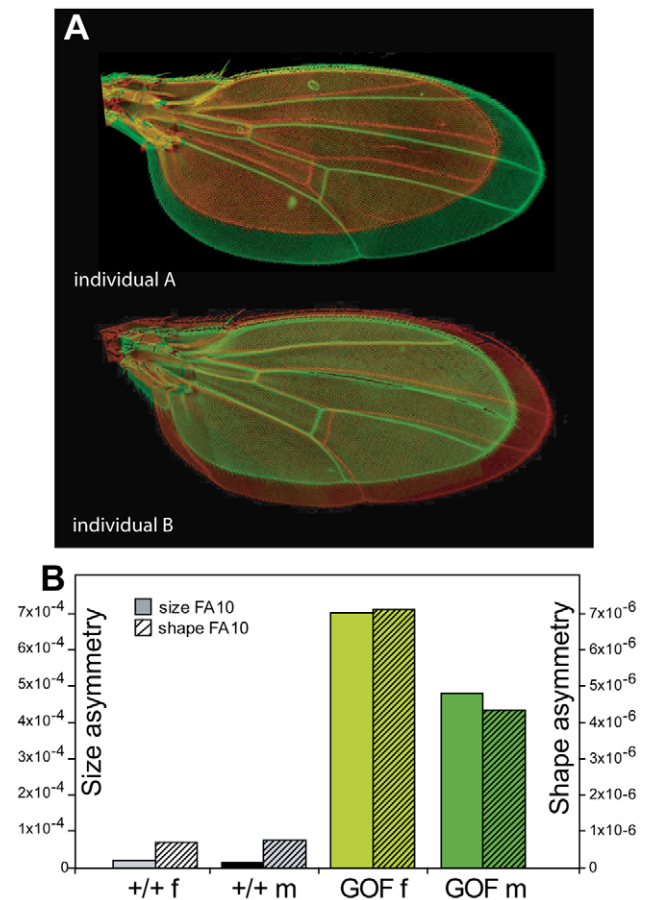 A
individual A
individual B
B
size FA10
shape FA10
Size asymmetry
7x10-4
6x10-4
5x10-4
4x10-4
3x10-4
2x10-4
1x10-4
0
Shape asymmetry
7x10-6
6x10-6
5x10-6
4x10-6
3x10-6
2x10-6
1x10-6
0
+/+ f
+/+ m
GOF f
GOF m